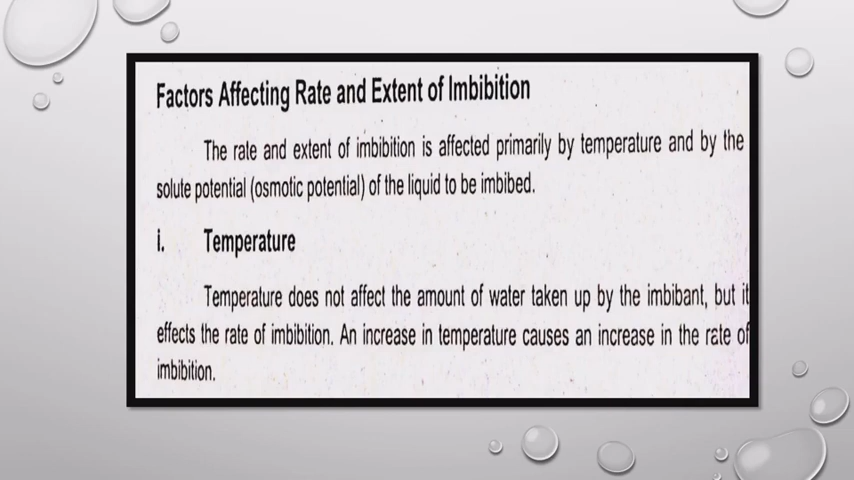 Factors Affecting Rate and Extent of Imbibition
The rate and extent of imbibition is affected primarily by temperature and by the
solute potential (osmotic potential) of the liquid to be imbibed.
i. Temperature
Temperature does not affect the amount of water taken up by the imbibant, but it
effects the rate of imbibition. An increase in temperature causes an increase in the rate of
imbibition.